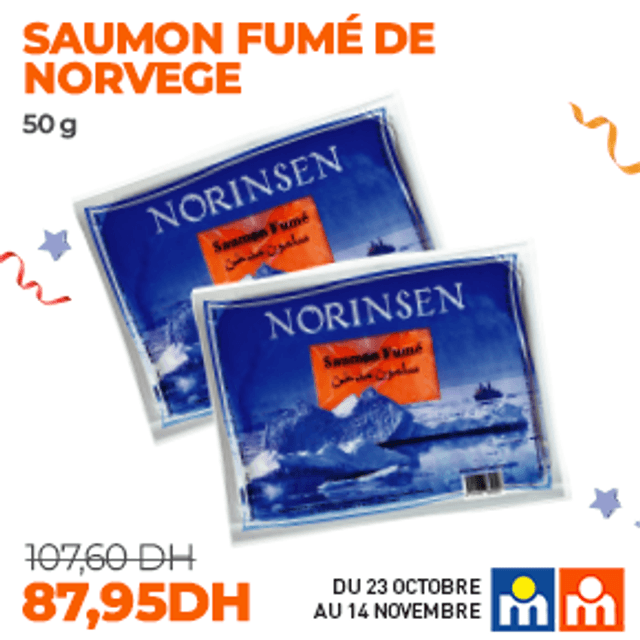 SAUMON FUMÉ DE
NORVEGE
50 g
NORINSEN
Saumon Fumé
سلمون مدخن
NORINSEN
Saumon Fumé
سلمون مدخن
107,60 DH
87,95DH
DU 23 OCTOBRE
AU 14 NOVEMBRE